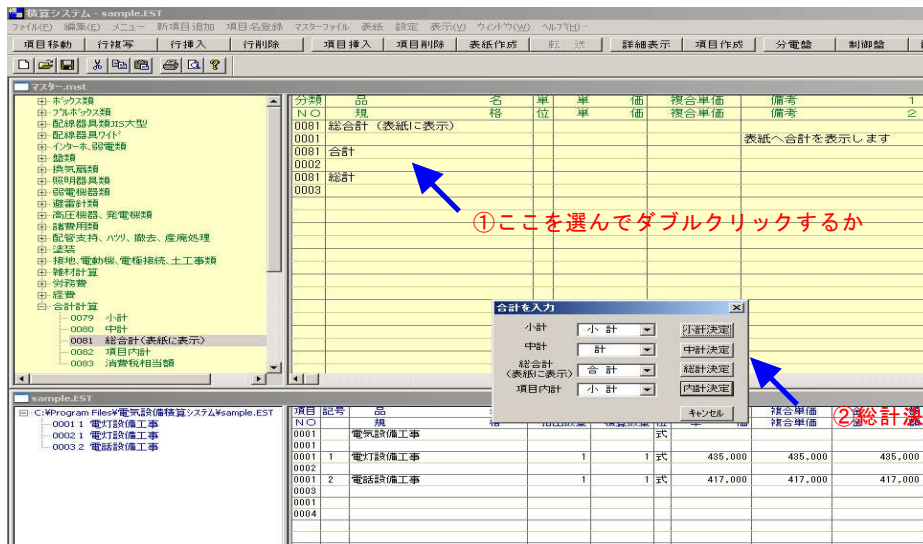 積算システム - sample.EST
ファイル(F) 編集(E) メニュー 新項目追加 項目名登録 マスターファイル 表紙 設定 表示(V) ウィンドウ(W) ヘルプ(H) -
項目移動 行複写 行挿入 行削除 項目挿入 項目削除 表紙作成 転 送 詳細表示 項目作成 分電盤 制御盤
マスター.mst
ボックス類
プルボックス類
配線器具類JIS大型
配線器具ワイド
インターホ、弱電類
盤類
換気扇類
照明器具類
弱電機器類
避雷針類
高圧機器、発電機類
諸費用類
配管支持、ハツリ、撤去、産廃処理
塗装
接地、電動機、電極接続、土工事類
雑材計算
労務費
経費
合計計算
0079 小計
0080 中計
0081 総合計(表紙に表示)
0082 項目内計
0083 消費税相当額
分類 品 名 単 単 価 複合単価 備考 1
NO 規 格 位 単 価 複合単価 備考 2
0081 総合計 (表紙に表示)
0001 表紙へ合計を表示します
0081 合計
0002
0081 総計
0003
①ここを選んでダブルクリックするか
合計を入力
小計 小 計 小計決定
中計 計 中計決定
総合計
(表紙に表示) 合 計 総計決定
項目内計 小 計 内計決定
キャンセル
②総計決
sample.EST
C:¥Program Files¥電気設備積算システム¥sample.EST
0001 1 電灯設備工事
0002 1 電灯設備工事
0003 2 電話設備工事
項目 記号 品 複合単価
NO 規 格 位 単 価 複合単価 金 額
0001 電気設備工事 式
0001
0001 1 電灯設備工事 1 1 式 435,000 435,000 435,000
0002
0001 2 電話設備工事 1 1 式 417,000 417,000 417,000
0003
0001
0004